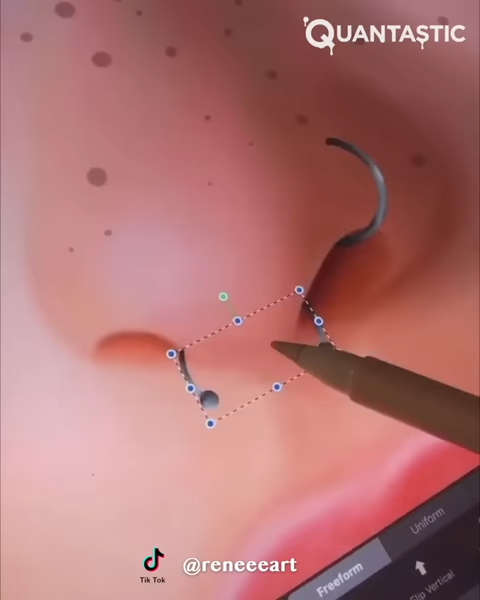 QUANTASTIC
Uniform
Freeform
Flip Vertical
Tik Tok
@reneeeart